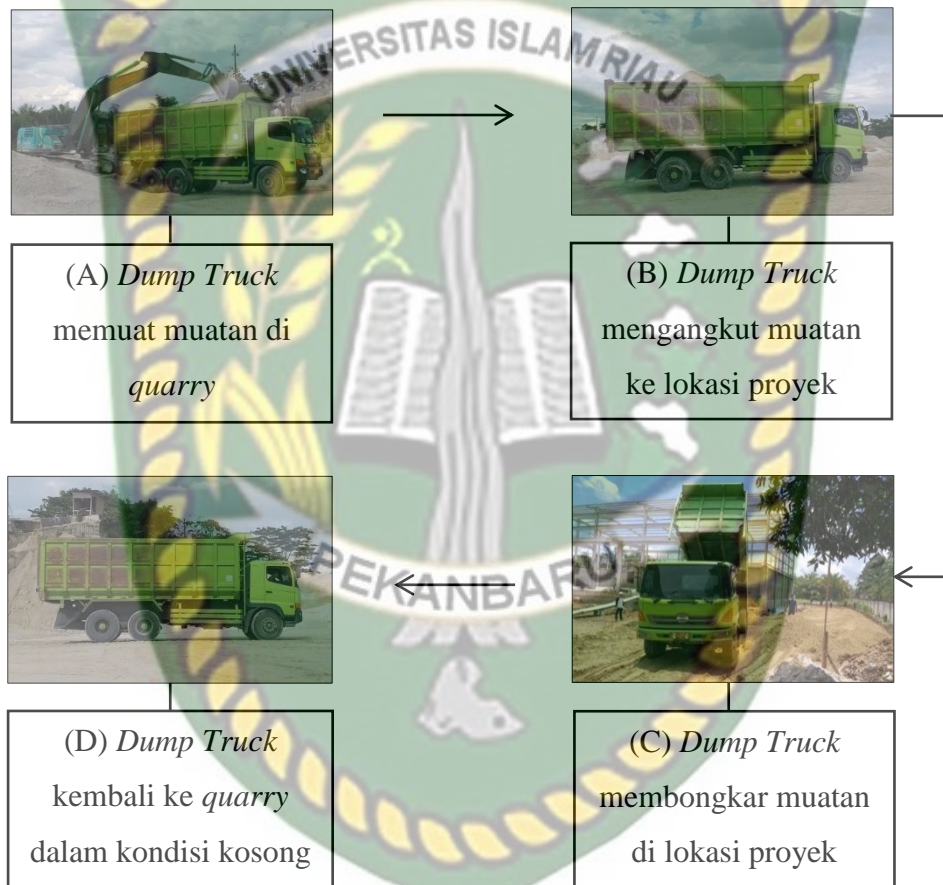 UNIVERSITAS ISLAM RIAU
(A) Dump Truck
memuat muatan di
quarry
(B) Dump Truck
mengangkut muatan
ke lokasi proyek
(D) Dump Truck
kembali ke quarry
dalam kondisi kosong
(C) Dump Truck
membongkar muatan
di lokasi proyek
PEKANBARU